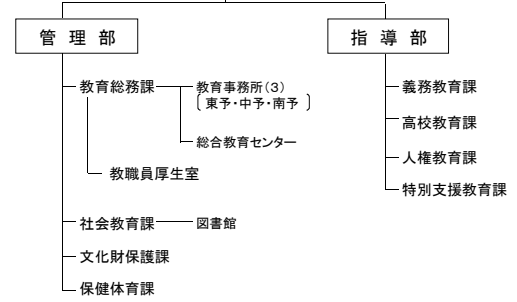 管 理 部
指 導 部
教育総務課
教育事務所(3)
〔 東予・中予・南予 〕
総合教育センター
教職員厚生室
社会教育課
図書館
文化財保護課
保健体育課
義務教育課
高校教育課
人権教育課
特別支援教育課